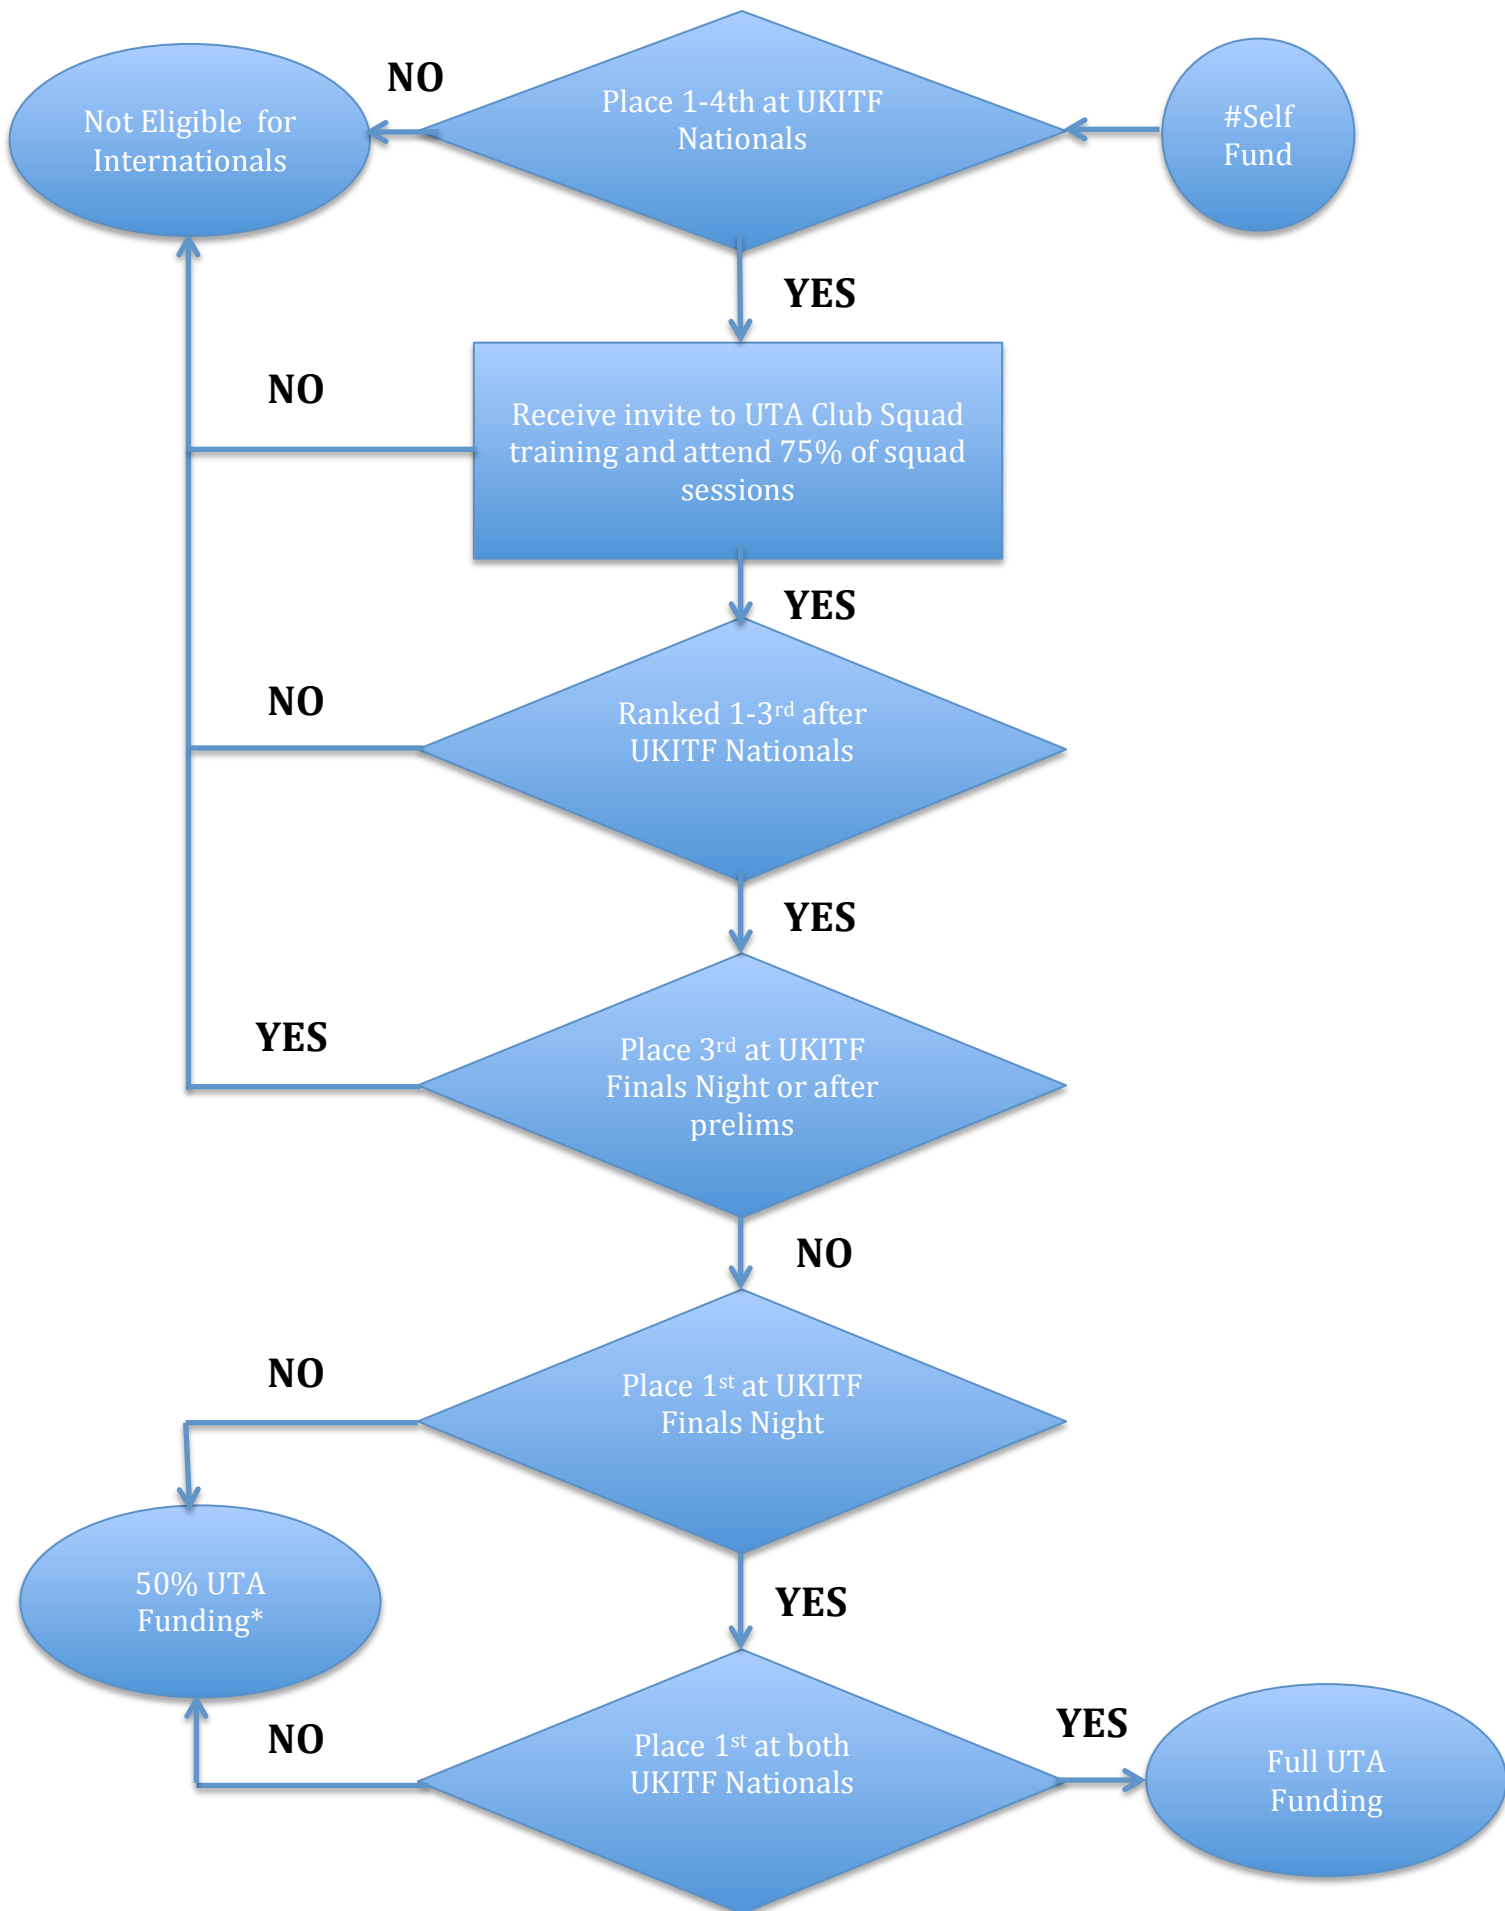 NO
Place 1-4th at UKITF
Nationals
#Self
Fund
Not Eligible  for
Internationals
YES
NO
Receive invite to UTA Club Squad
training and attend 75% of squad
sessions
YES
NO
Ranked 1-3rd after
UKITF Nationals
YES
YES
Place 3rd at UKITF
Finals Night or after
prelims
NO
NO
Place 1st at UKITF
Finals Night
50% UTA
Funding*
YES
NO
Place 1st at both
UKITF Nationals
YES
Full UTA
Funding